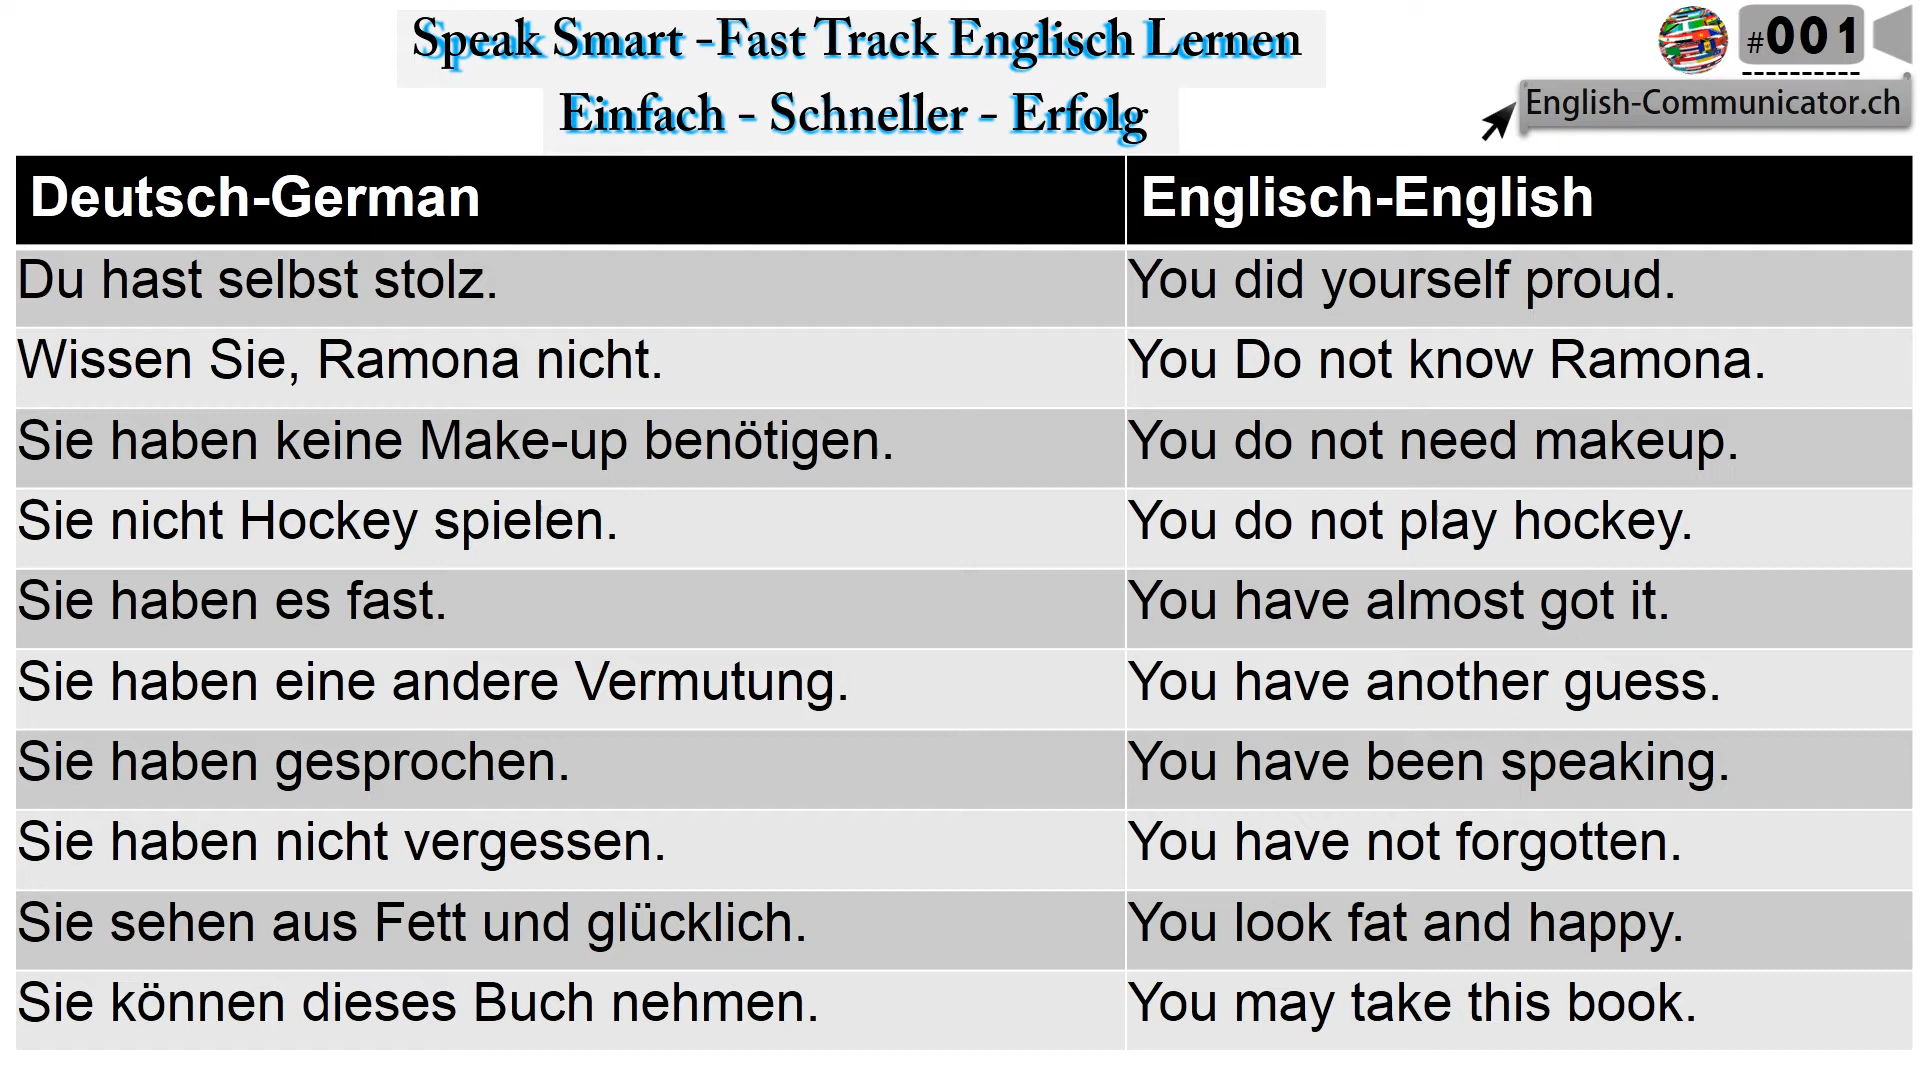 Speak Smart -Fast Track Englisch Lernen
Einfach - Schneller - Erfolg
#001
English-Communicator.ch
Deutsch-German Englisch-English
Du hast selbst stolz. You did yourself proud.
Wissen Sie, Ramona nicht. You Do not know Ramona.
Sie haben keine Make-up benötigen. You do not need makeup.
Sie nicht Hockey spielen. You do not play hockey.
Sie haben es fast. You have almost got it.
Sie haben eine andere Vermutung. You have another guess.
Sie haben gesprochen. You have been speaking.
Sie haben nicht vergessen. You have not forgotten.
Sie sehen aus Fett und glücklich. You look fat and happy.
Sie können dieses Buch nehmen. You may take this book.